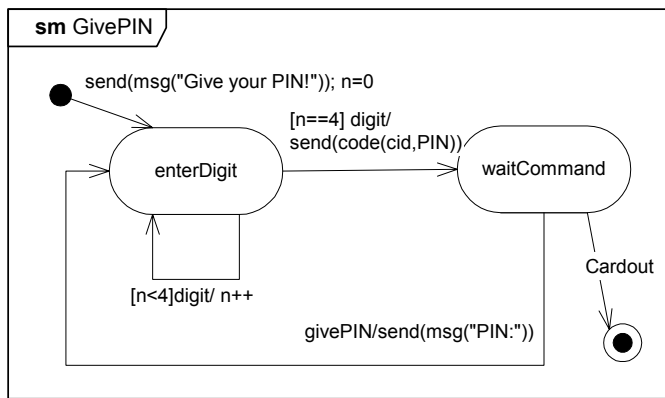 sm GivePIN
send(msg("Give your PIN!")); n=0
[n==4] digit/
send(code(cid,PIN))
enterDigit
waitCommand
Cardout
[n<4]digit/ n++
givePIN/send(msg("PIN:"))